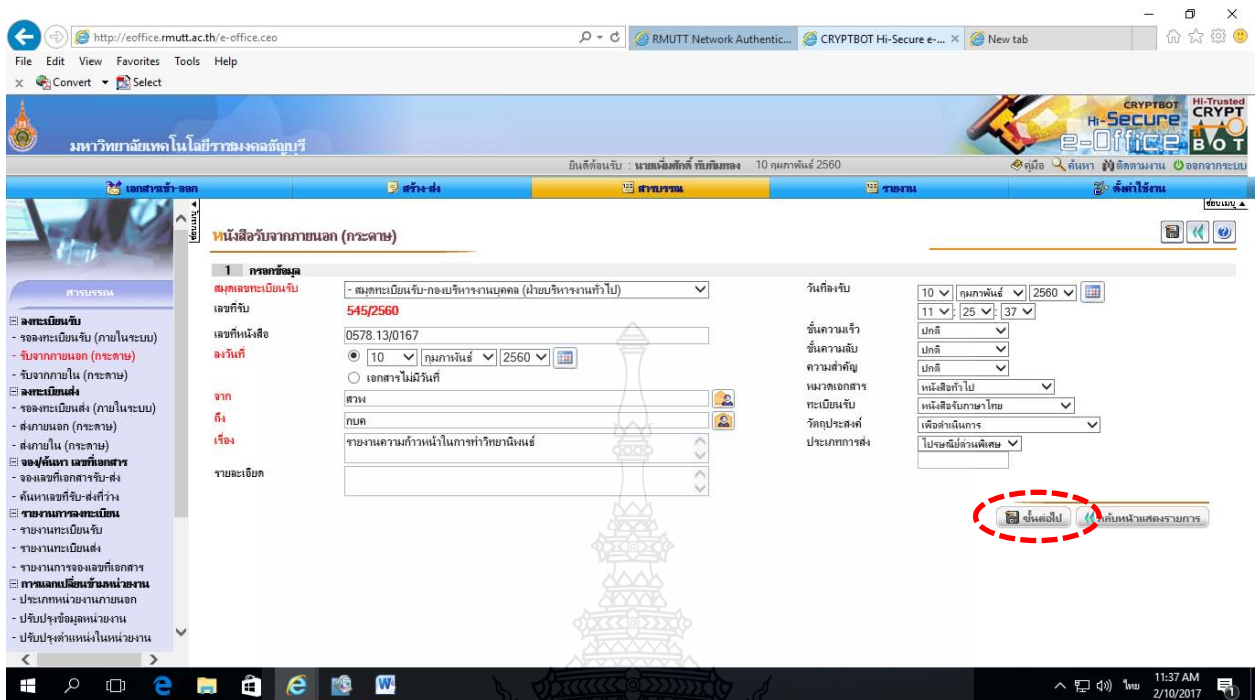 http://eoffice.rmutt.ac.th/e-office.ceo
RMUTT Network Authentic...
CRYPTBOT Hi-Secure e-...
New tab
File Edit View Favorites Tools Help
Convert Select
มหาวิทยาลัยเทคโนโลยีราชมงคลธัญบุรี
CRYPTBOT
Hi-Secure
e-Office
Hi-Trusted
CRYPT
BOT
ยินดีต้อนรับ : นายเพิ่มศักดิ์ ทับทิมทอง 10 กุมภาพันธ์ 2560
คู่มือ ค้นหา ติดตามงาน ออกจากระบบ
เอกสารเข้า-ออก
สร้าง-ส่ง
สารบรรณ
รายงาน
ตั้งค่าใช้งาน
ซ่อนเมนู
ซ่อนเมนู
หนังสือรับจากภายนอก (กระดาษ)
1 กรอกข้อมูล
สารบรรณ
ลงทะเบียนรับ
- รอลงทะเบียนรับ (ภายในระบบ)
- รับจากภายนอก (กระดาษ)
- รับจากภายใน (กระดาษ)
ลงทะเบียนส่ง
- รอลงทะเบียนส่ง (ภายในระบบ)
- ส่งภายนอก (กระดาษ)
- ส่งภายใน (กระดาษ)
จอง/ค้นหา เลขที่เอกสาร
- จองเลขที่เอกสารรับ-ส่ง
- ค้นหาเลขที่รับ-ส่งที่ว่าง
รายงานการลงทะเบียน
- รายงานทะเบียนรับ
- รายงานทะเบียนส่ง
- รายงานการจองเลขที่เอกสาร
การแลกเปลี่ยนข้ามหน่วยงาน
- ประเภทหน่วยงานภายนอก
- ปรับปรุงข้อมูลหน่วยงาน
- ปรับปรุงตำแหน่งในหน่วยงาน
สมุดเลขทะเบียนรับ - สมุดทะเบียนรับ-กองบริหารงานบุคคล (ฝ่ายบริหารงานทั่วไป)
เลขที่รับ 545/2560
เลขที่หนังสือ 0578.13/0167
ลงวันที่ 10 กุมภาพันธ์ 2560
เอกสารไม่มีวันที่
จาก สวพ
ถึง กบค
เรื่อง รายงานความก้าวหน้าในการทำวิทยานิพนธ์
รายละเอียด
วันที่ลงรับ 10 กุมภาพันธ์ 2560
11 : 25 : 37
ชั้นความเร็ว ปกติ
ชั้นความลับ ปกติ
ความสำคัญ ปกติ
หมวดเอกสาร หนังสือทั่วไป
ทะเบียนรับ หนังสือรับภาษาไทย
วัตถุประสงค์ เพื่อดำเนินการ
ประเภทการส่ง ไปรษณีย์ด่วนพิเศษ
ขั้นต่อไป
กลับหน้าแสดงรายการ
ไทย
11:37 AM
2/10/2017